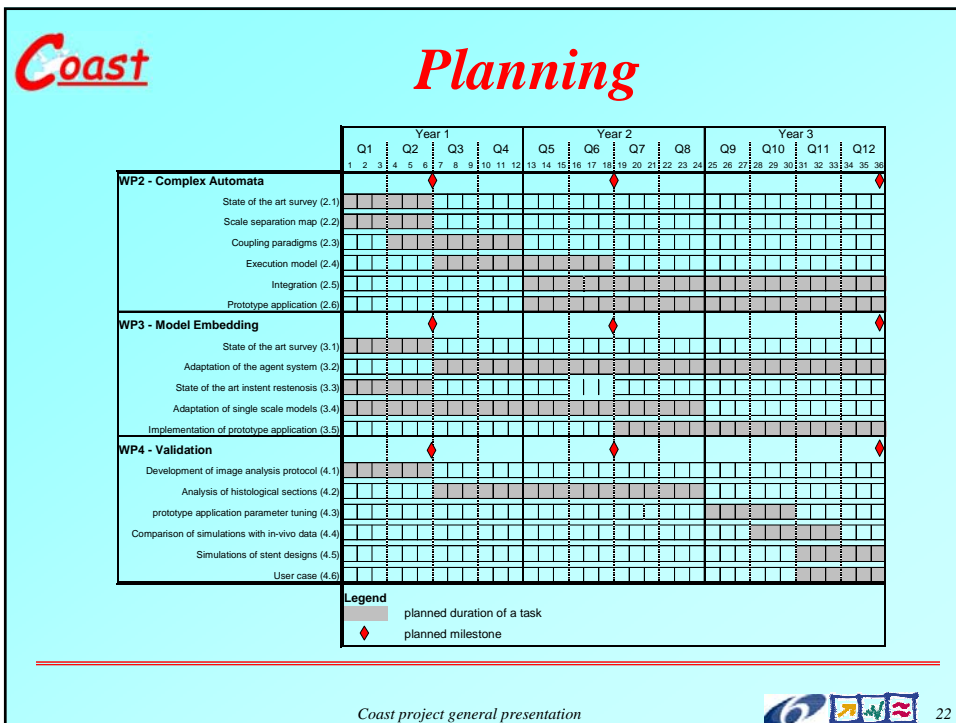 Coast
Planning
Year 1 Year 2 Year 3
Q1 Q2 Q3 Q4 Q5 Q6 Q7 Q8 Q9 Q10 Q11 Q12
1 2 3 4 5 6 7 8 9 10 11 12 13 14 15 16 17 18 19 20 21 22 23 24 25 26 27 28 29 30 31 32 33 34 35 36
WP2 - Complex Automata
State of the art survey (2.1)
Scale separation map (2.2)
Coupling paradigms (2.3)
Execution model (2.4)
Integration (2.5)
Prototype application (2.6)
WP3 - Model Embedding
State of the art survey (3.1)
Adaptation of the agent system (3.2)
State of the art instent restenosis (3.3)
Adaptation of single scale models (3.4)
Implementation of prototype application (3.5)
WP4 - Validation
Development of image analysis protocol (4.1)
Analysis of histological sections (4.2)
prototype application parameter tuning (4.3)
Comparison of simulations with in-vivo data (4.4)
Simulations of stent designs (4.5)
User case (4.6)
Legend
planned duration of a task
planned milestone
Coast project general presentation
22